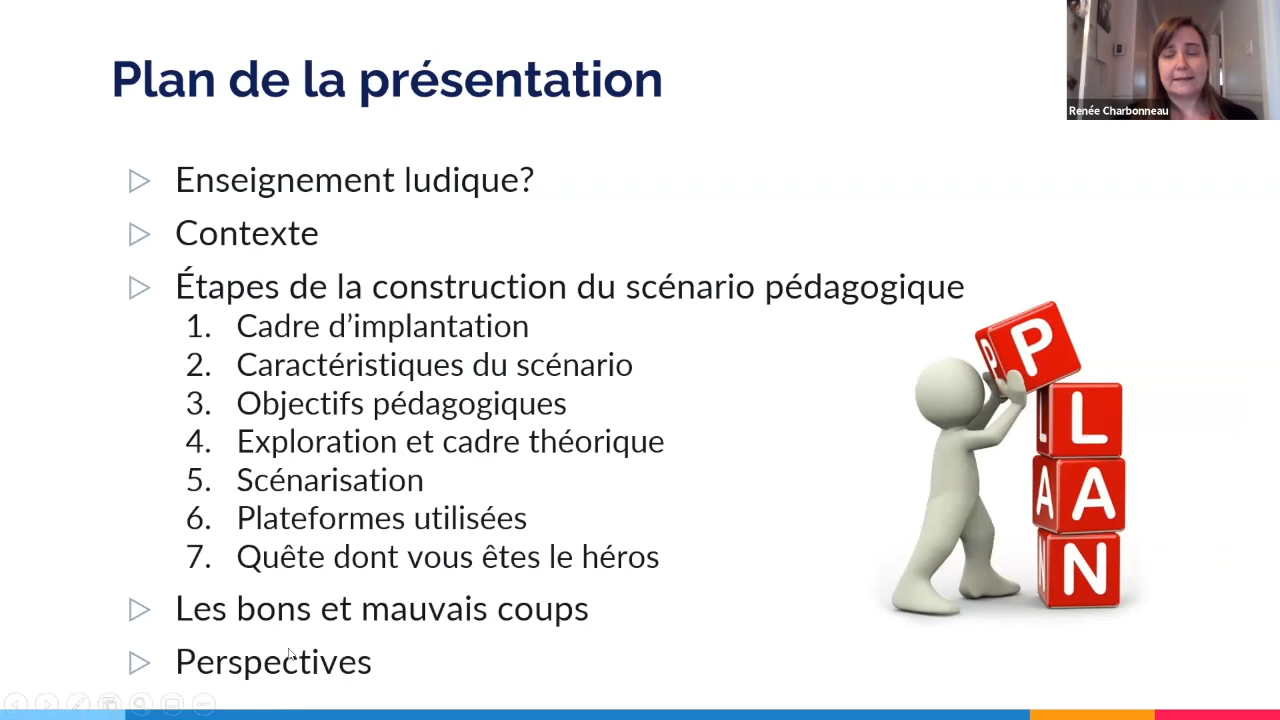 Plan de la présentation
Renée Charbonneau
Enseignement ludique?
Contexte
Étapes de la construction du scénario pédagogique
1. Cadre d’implantation
2. Caractéristiques du scénario
3. Objectifs pédagogiques
4. Exploration et cadre théorique
5. Scénarisation
6. Plateformes utilisées
7. Quête dont vous êtes le héros
Les bons et mauvais coups
Perspectives
P P
L L
A A
N N